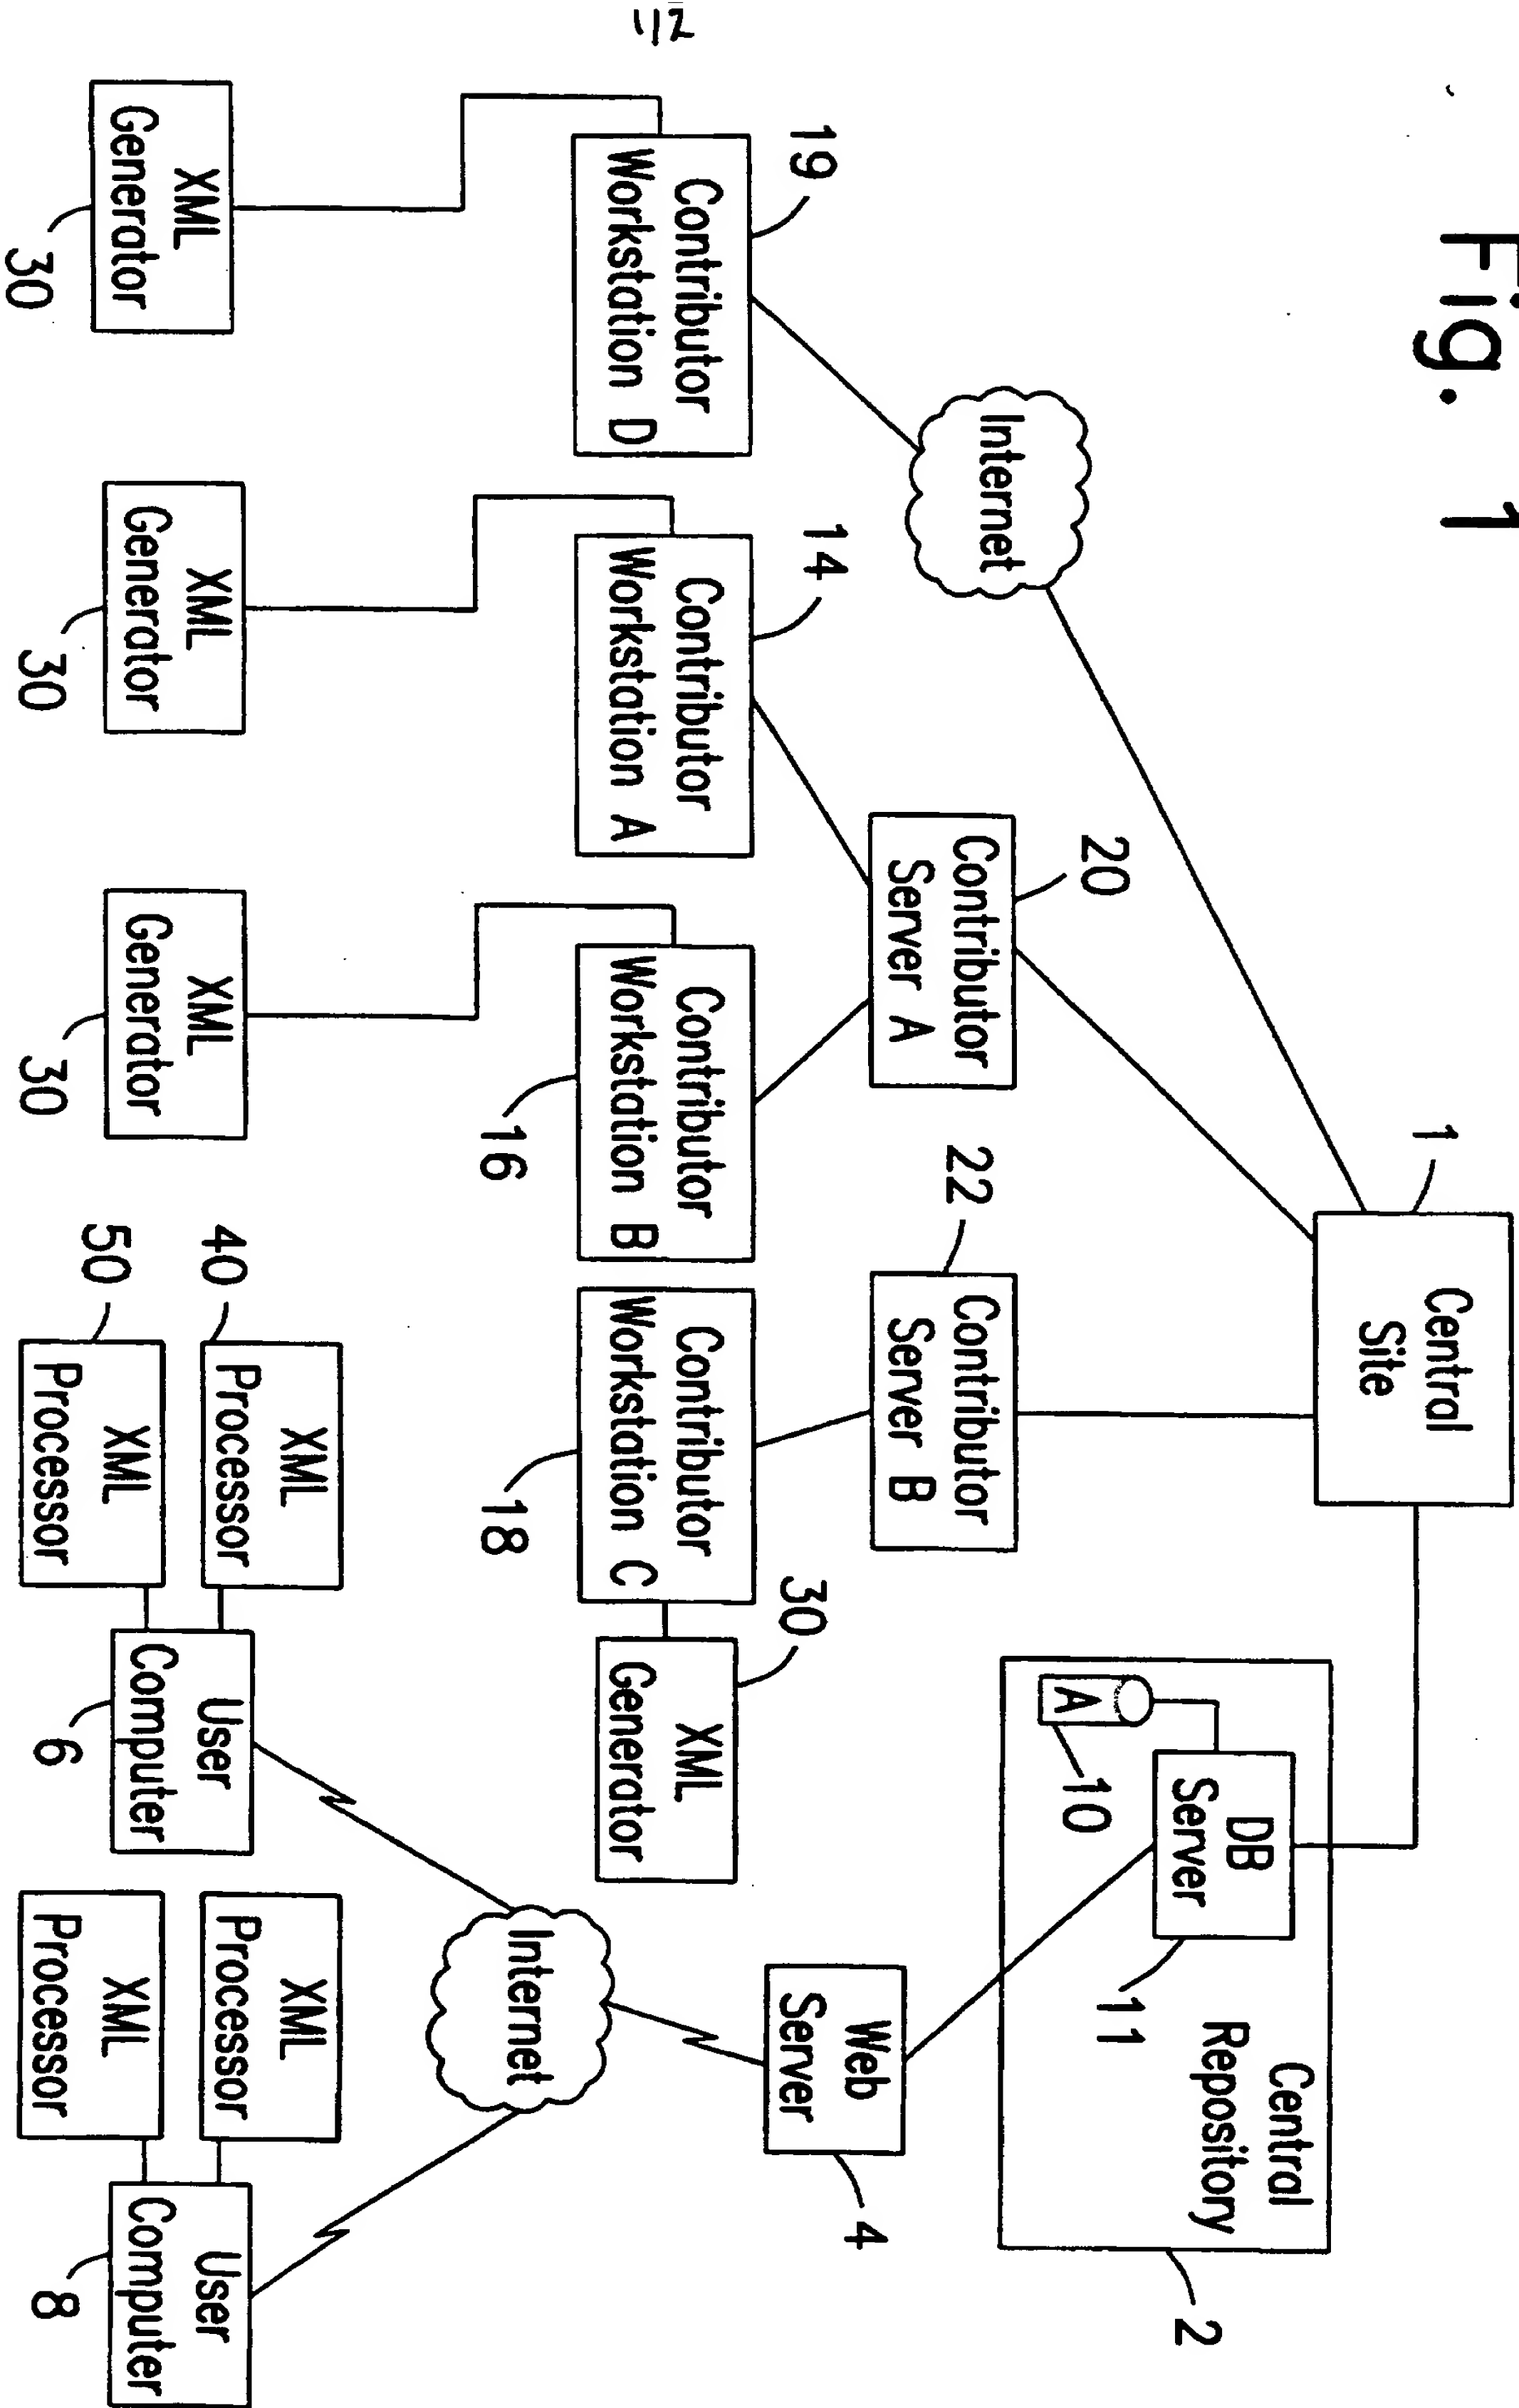 1/2
Fig. 1
1
Central
Site
Central
Repository
2
DB
Server
11
A
10
Internet
20
Contributor
Server A
22
Contributor
Server B
Web
Server
4
19
Contributor
Workstation D
14
Contributor
Workstation A
Contributor
Workstation B
16
Contributor
Workstation C
18
30
XML
Generator
Internet
XML
Generator
30
XML
Generator
30
XML
Generator
30
40
XML
Processor
50
XML
Processor
User
Computer
6
XML
Processor
XML
Processor
User
Computer
8